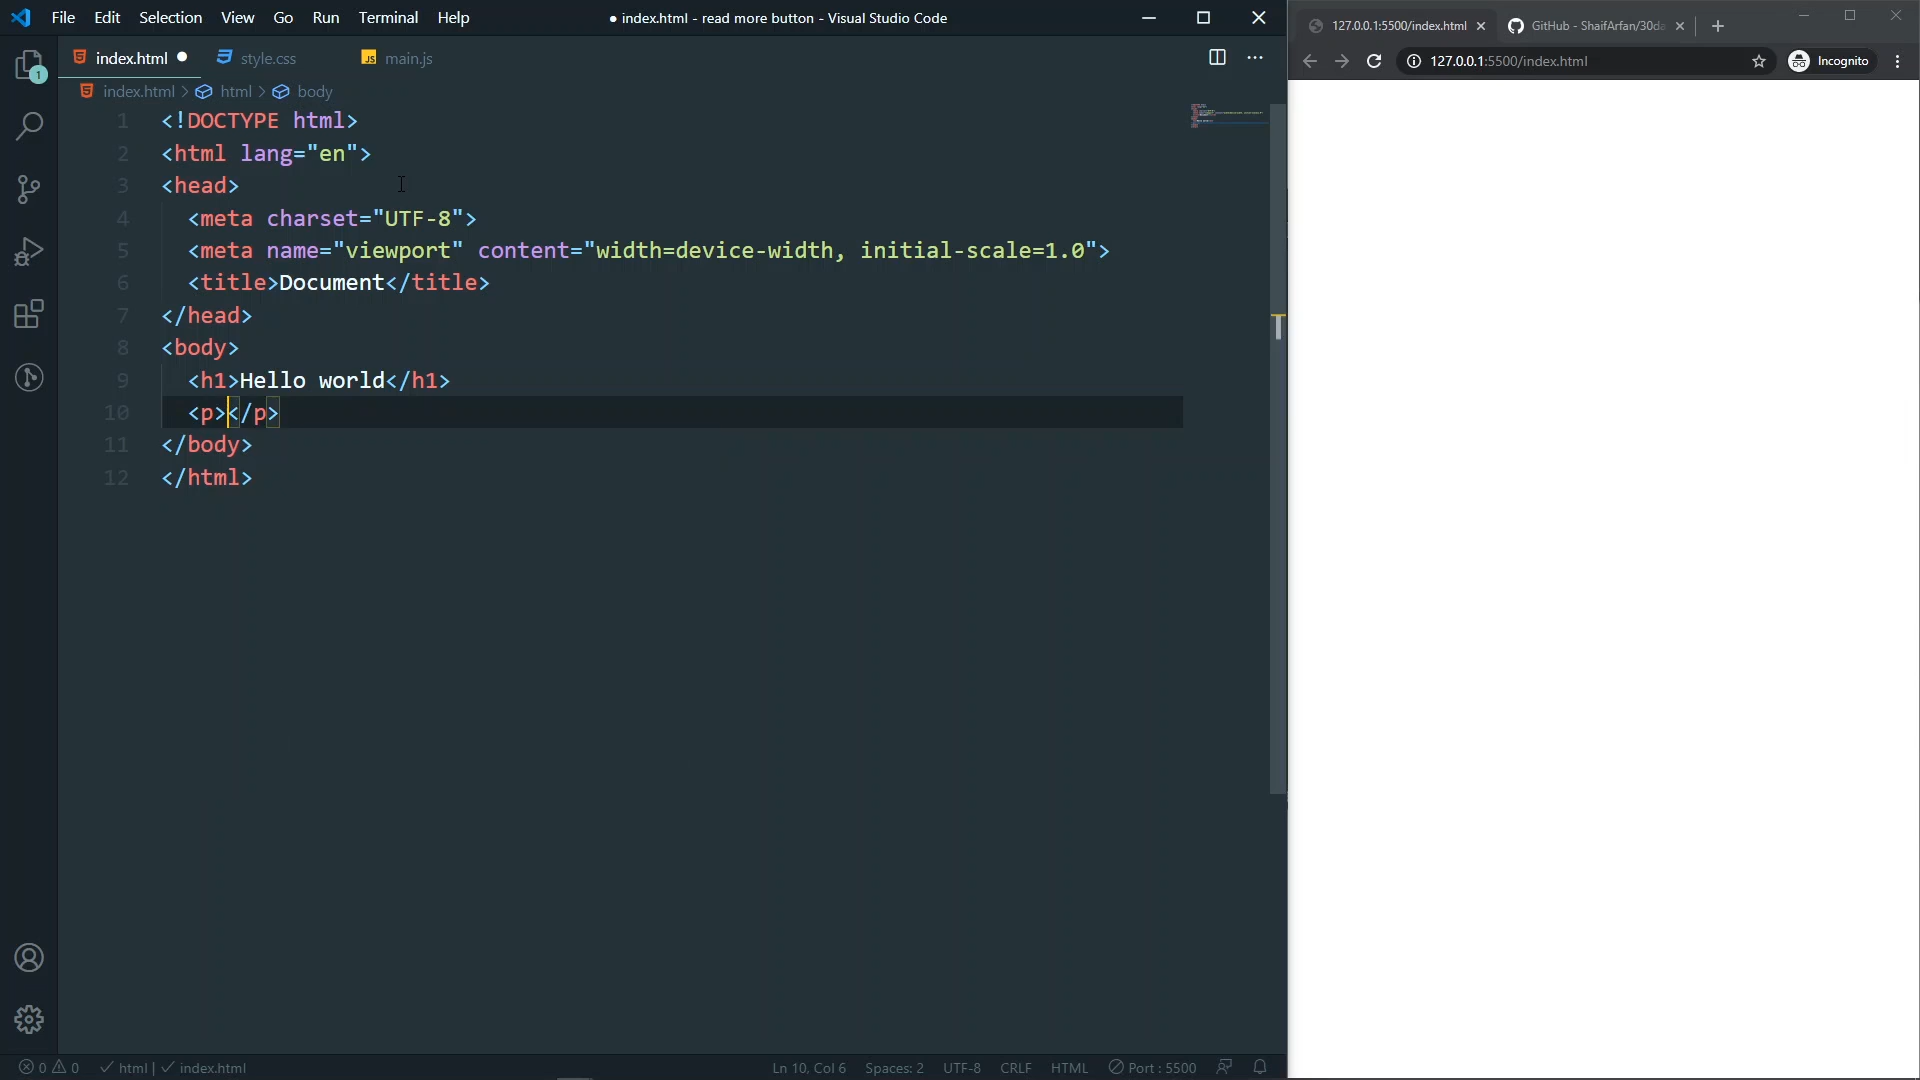 File Edit Selection View Go Run Terminal Help
● index.html - read more button - Visual Studio Code
index.html ●
style.css
JS main.js
index.html > html > body
1 <!DOCTYPE html>
2 <html lang="en">
3 <head>
4 <meta charset="UTF-8">
5 <meta name="viewport" content="width=device-width, initial-scale=1.0">
6 <title>Document</title>
7 </head>
8 <body>
9 <h1>Hello world</h1>
10 <p></p>
11 </body>
12 </html>
1
0 0 html | index.html
Ln 10, Col 6 Spaces: 2 UTF-8 CRLF HTML Port : 5500
127.0.0.1:5500/index.html
GitHub - ShaifArfan/30da
127.0.0.1:5500/index.html
Incognito